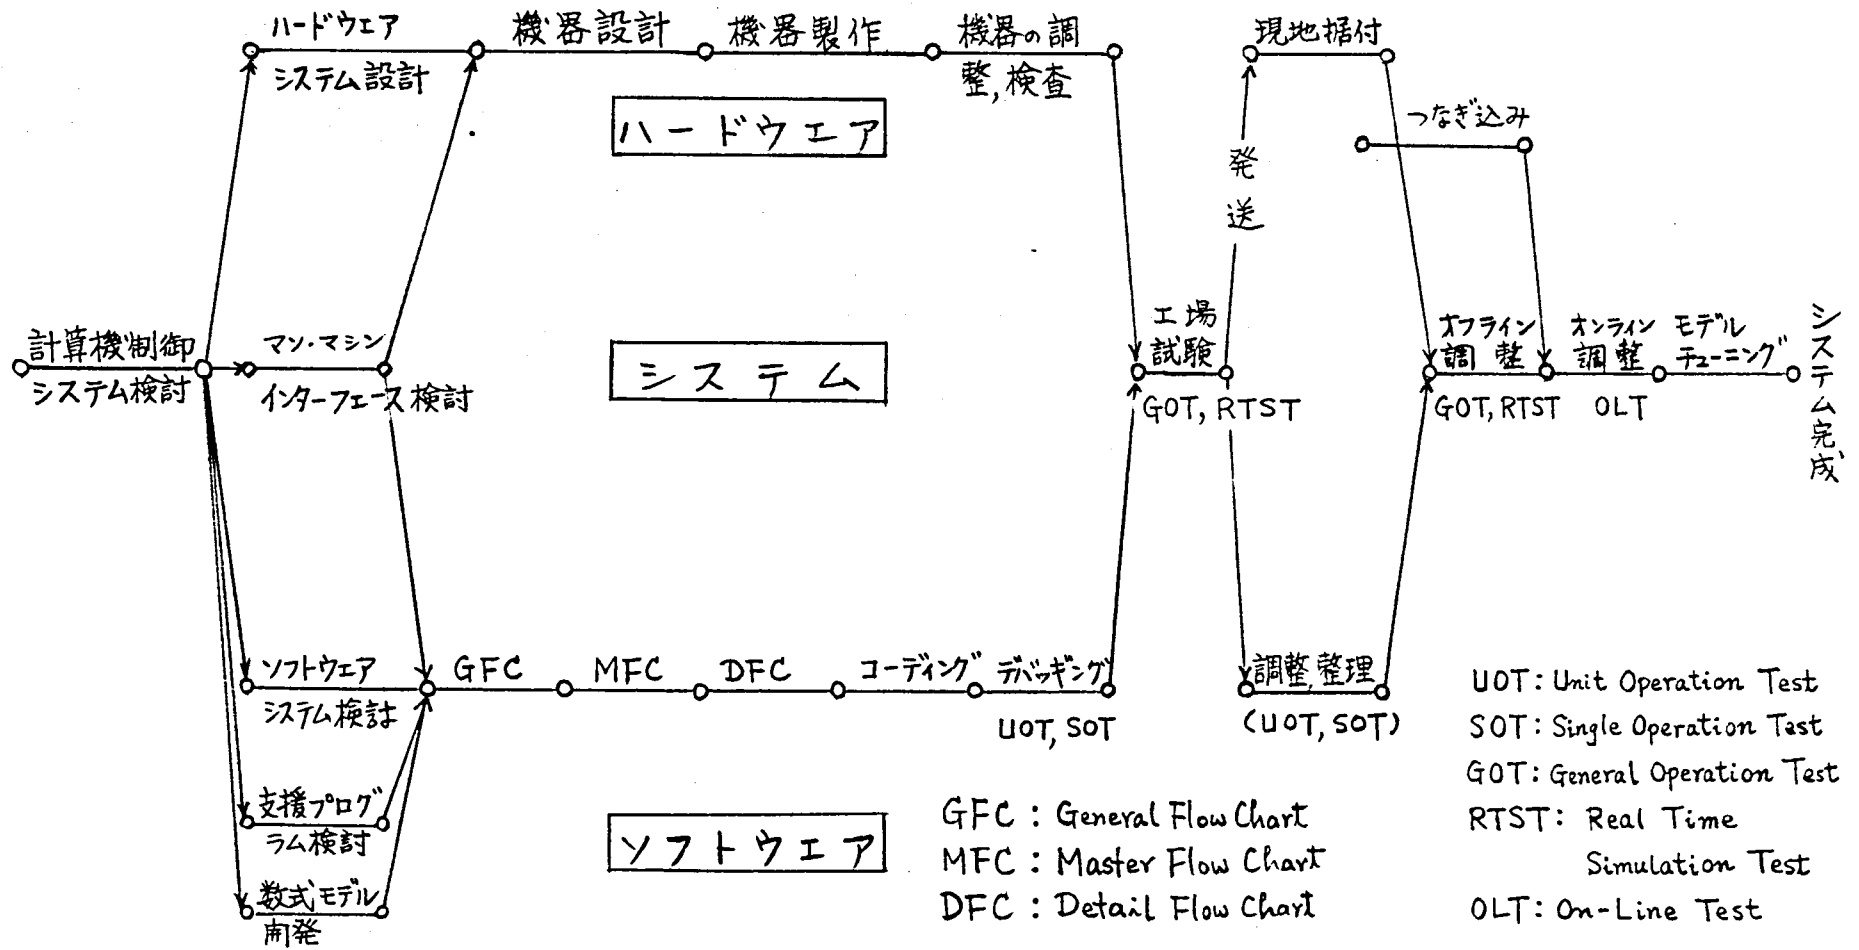 ハードウェア
システム設計
機器設計
機器製作
機器の調
整,検査
現地据付
つなぎ込み
ハードウエア
発送
計算機制御
システム検討
マン・マシン
インターフェース検討
システム
工場
試験
GOT, RTST
オフライン
調整
GOT, RTST
オンライン
調整
OLT
モデル
チューニング
システム完成
ソフトウェア
システム検討
GFC
MFC
DFC
コーディング
デバッギング
UOT, SOT
調整,整理
(UOT, SOT)
支援プログ
ラム検討
数式モデル
開発
ソフトウエア
GFC : General Flow Chart
MFC : Master Flow Chart
DFC : Detail Flow Chart
UOT: Unit Operation Test
SOT: Single Operation Test
GOT: General Operation Test
RTST: Real Time
Simulation Test
OLT: On-Line Test